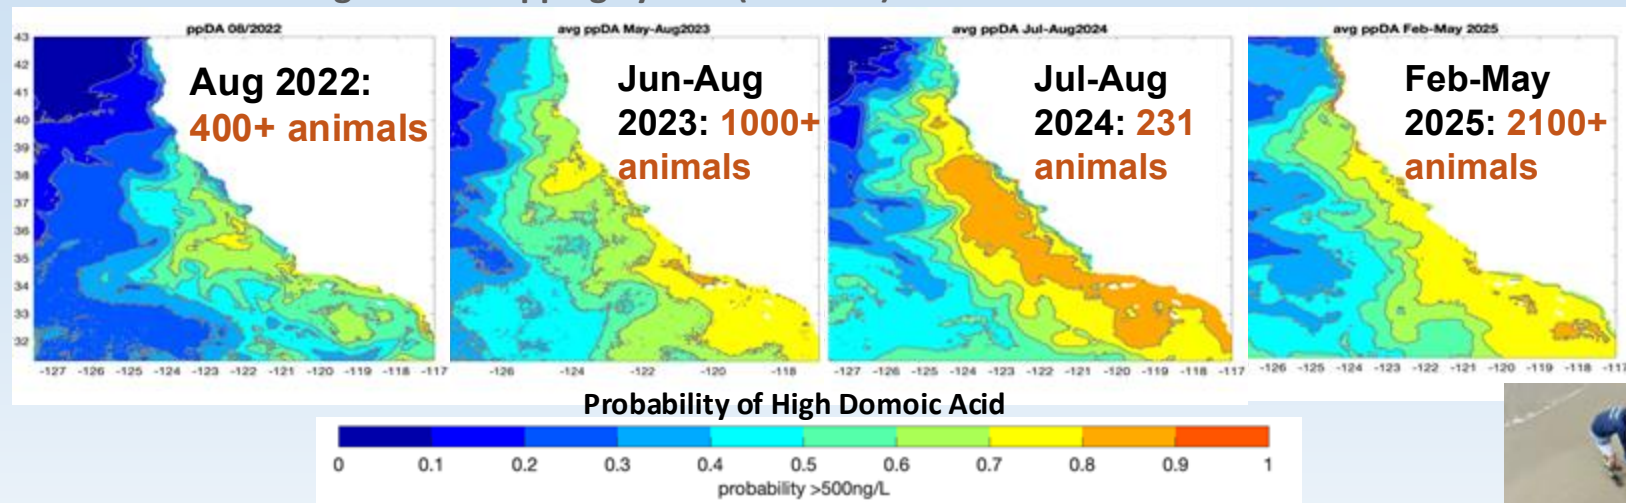 ppDA 08/2022
avg ppDA May-Aug2023
avg ppDA Jul-Aug2024
avg ppDA Feb-May 2025
Aug 2022:
400+ animals
Jun-Aug
2023: 1000+
animals
Jul-Aug
2024: 231
animals
Feb-May
2025: 2100+
animals
43
42
41
40
39
38
37
36
35
34
33
32
-127 -126 -125 -124 -123 -122 -121 -120 -119 -118 -117
-126 -124 -122 -120 -118
-127 -126 -125 -124 -123 -122 -121 -120 -119 -118 -117
-126 -125 -124 -123 -122 -121 -120 -119 -118 -117
Probability of High Domoic Acid
0 0.1 0.2 0.3 0.4 0.5 0.6 0.7 0.8 0.9 1
probability >500ng/L